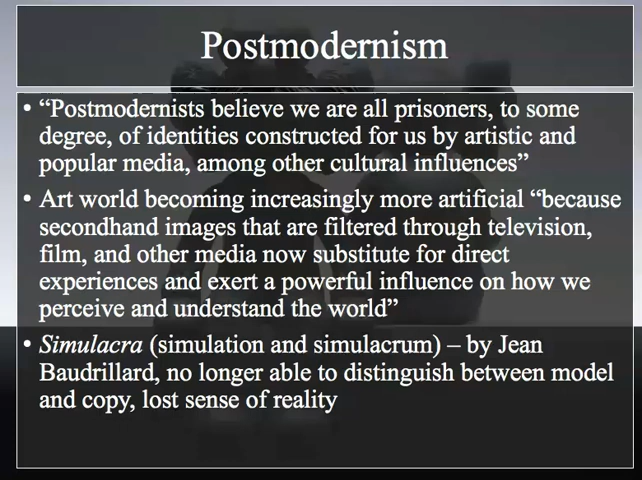 Postmodernism
• “Postmodernists believe we are all prisoners, to some
degree, of identities constructed for us by artistic and
popular media, among other cultural influences”
• Art world becoming increasingly more artificial “because
secondhand images that are filtered through television,
film, and other media now substitute for direct
experiences and exert a powerful influence on how we
perceive and understand the world”
• Simulacra (simulation and simulacrum) – by Jean
Baudrillard, no longer able to distinguish between model
and copy, lost sense of reality